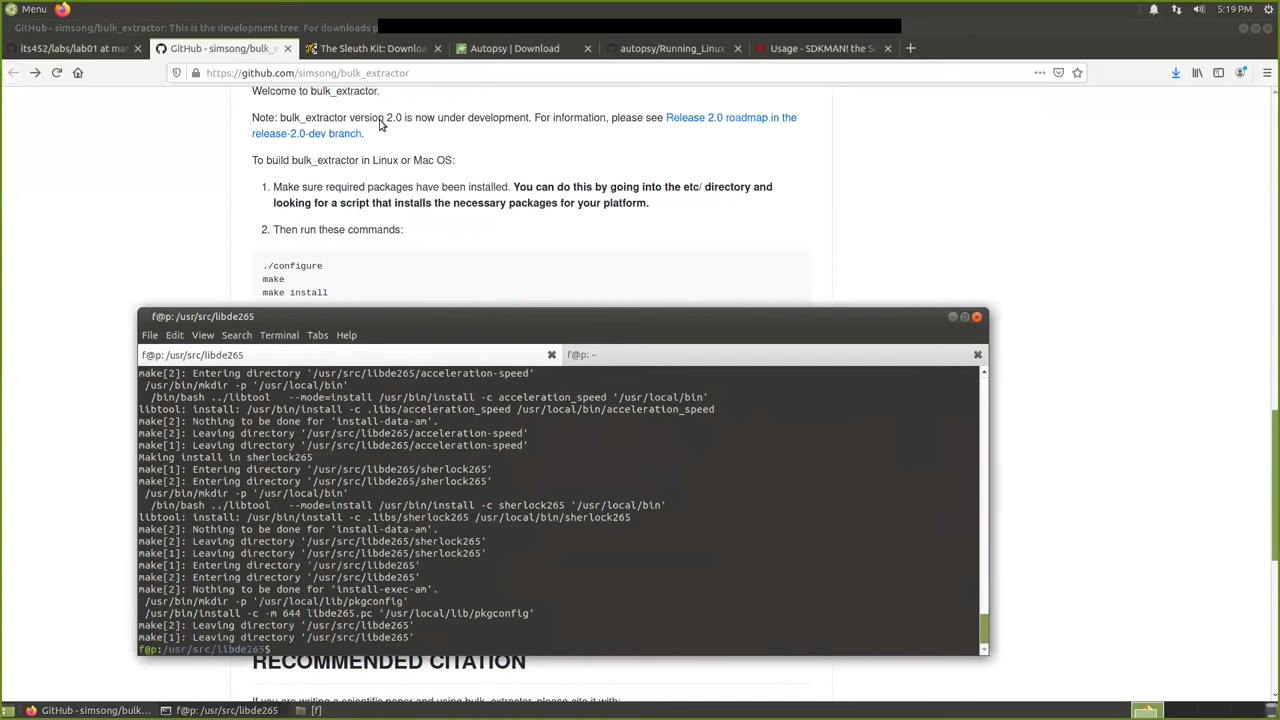 Menu
5:19 PM
GitHub - simsong/bulk_extractor: This is the development tree. For downloads p
its452/labs/lab01 at ma
GitHub - simsong/bulk_e
The Sleuth Kit: Downloa
Autopsy | Download
autopsy/Running_Linux
Usage - SDKMAN! the So
https://github.com/simsong/bulk_extractor
Welcome to bulk_extractor.
Note: bulk_extractor version 2.0 is now under development. For information, please see Release 2.0 roadmap in the
release-2.0-dev branch.
To build bulk_extractor in Linux or Mac OS:
1. Make sure required packages have been installed. You can do this by going into the etc/ directory and
looking for a script that installs the necessary packages for your platform.
2. Then run these commands:
./configure
make
make install
f@p: /usr/src/libde265
File Edit View Search Terminal Tabs Help
f@p: /usr/src/libde265
f@p: ~
make[2]: Entering directory '/usr/src/libde265/acceleration-speed'
/usr/bin/mkdir -p '/usr/local/bin'
/bin/bash ../libtool   --mode=install /usr/bin/install -c acceleration_speed '/usr/local/bin'
libtool: install: /usr/bin/install -c .libs/acceleration_speed /usr/local/bin/acceleration_speed
make[2]: Nothing to be done for 'install-data-am'.
make[2]: Leaving directory '/usr/src/libde265/acceleration-speed'
make[1]: Leaving directory '/usr/src/libde265/acceleration-speed'
Making install in sherlock265
make[1]: Entering directory '/usr/src/libde265/sherlock265'
make[2]: Entering directory '/usr/src/libde265/sherlock265'
/usr/bin/mkdir -p '/usr/local/bin'
/bin/bash ../libtool   --mode=install /usr/bin/install -c sherlock265 '/usr/local/bin'
libtool: install: /usr/bin/install -c .libs/sherlock265 /usr/local/bin/sherlock265
make[2]: Nothing to be done for 'install-data-am'.
make[2]: Leaving directory '/usr/src/libde265/sherlock265'
make[1]: Leaving directory '/usr/src/libde265/sherlock265'
make[1]: Entering directory '/usr/src/libde265'
make[2]: Entering directory '/usr/src/libde265'
make[2]: Nothing to be done for 'install-exec-am'.
/usr/bin/mkdir -p '/usr/local/lib/pkgconfig'
/usr/bin/install -c -m 644 libde265.pc '/usr/local/lib/pkgconfig'
make[2]: Leaving directory '/usr/src/libde265'
make[1]: Leaving directory '/usr/src/libde265'
f@p:/usr/src/libde265$
RECOMMENDED CITATION
If you are writing a scientific paper and using bulk_extractor, please cite it with:
GitHub - simsong/bulk...
f@p: /usr/src/libde265
[f]